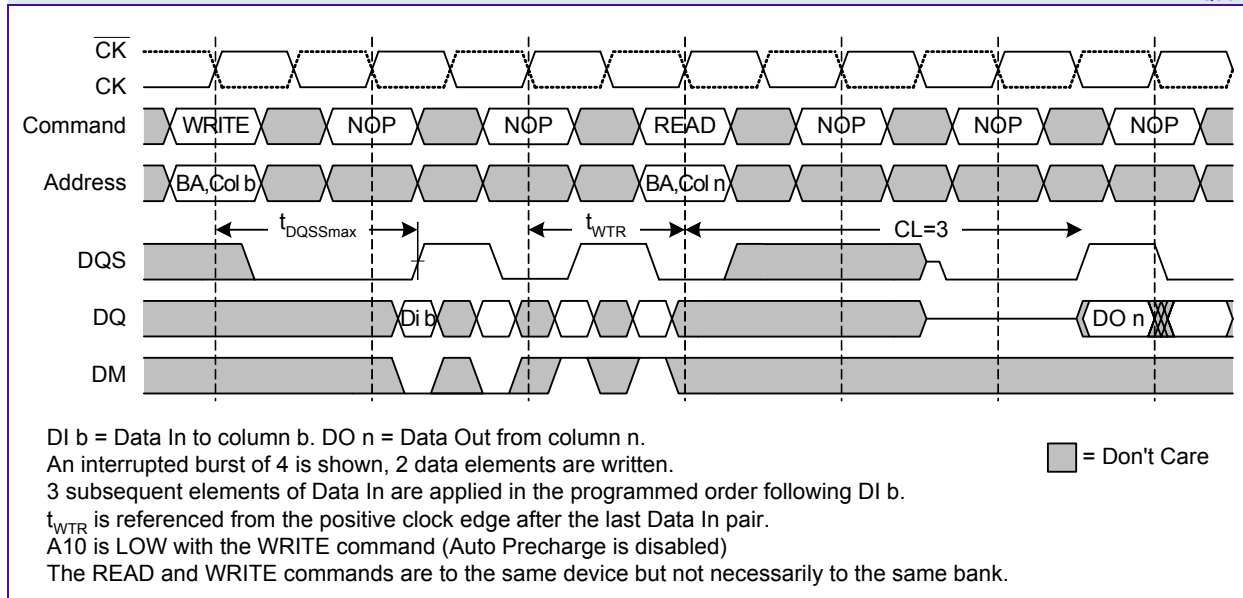 CK
CK
Command WRITE NOP NOP READ NOP NOP NOP
Address BA,Col b BA,Col n
tDQSSmax tWTR CL=3
DQS
DQ Di b DO n
DM
DI b = Data In to column b. DO n = Data Out from column n.
An interrupted burst of 4 is shown, 2 data elements are written.
= Don't Care
3 subsequent elements of Data In are applied in the programmed order following DI b.
tWTR is referenced from the positive clock edge after the last Data In pair.
A10 is LOW with the WRITE command (Auto Precharge is disabled)
The READ and WRITE commands are to the same device but not necessarily to the same bank.